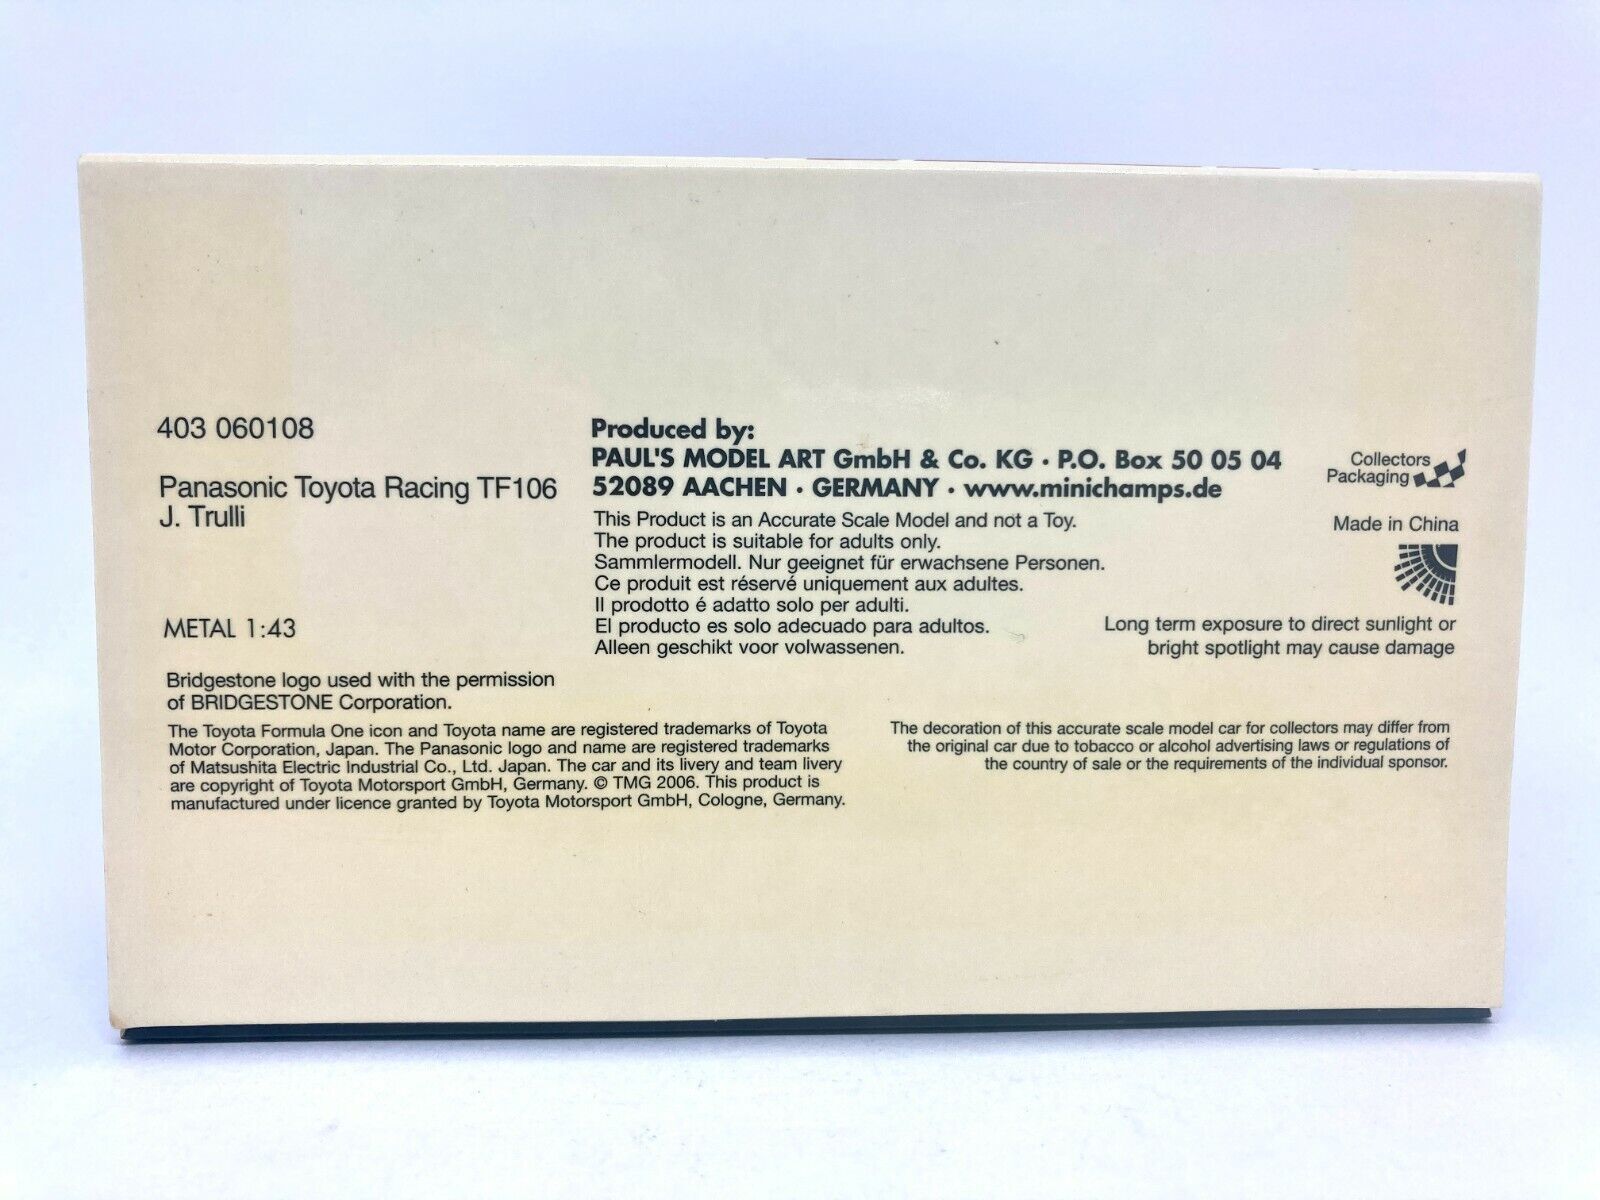 403 060108
Panasonic Toyota Racing TF106
J. Trulli
METAL 1:43
Bridgestone logo used with the permission
of BRIDGESTONE Corporation.
The Toyota Formula One icon and Toyota name are registered trademarks of Toyota
Motor Corporation, Japan. The Panasonic logo and name are registered trademarks
of Matsushita Electric Industrial Co., Ltd. Japan. The car and its livery and team livery
are copyright of Toyota Motorsport GmbH, Germany. © TMG 2006. This product is
manufactured under licence granted by Toyota Motorsport GmbH, Cologne, Germany.
Produced by:
PAUL'S MODEL ART GmbH & Co. KG · P.O. Box 50 05 04
52089 AACHEN · GERMANY · www.minichamps.de
This Product is an Accurate Scale Model and not a Toy.
The product is suitable for adults only.
Sammlermodell. Nur geeignet für erwachsene Personen.
Ce produit est réservé uniquement aux adultes.
Il prodotto é adatto solo per adulti.
El producto es solo adecuado para adultos.
Alleen geschikt voor volwassenen.
Collectors
Packaging
Made in China
Long term exposure to direct sunlight or
bright spotlight may cause damage
The decoration of this accurate scale model car for collectors may differ from
the original car due to tobacco or alcohol advertising laws or regulations of
the country of sale or the requirements of the individual sponsor.